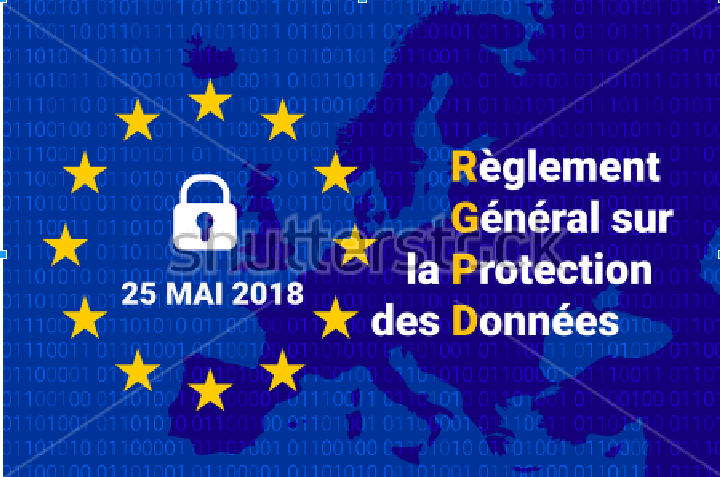 25 MAI 2018
Règlement
Général sur
la Protection
des Données
shutterstock